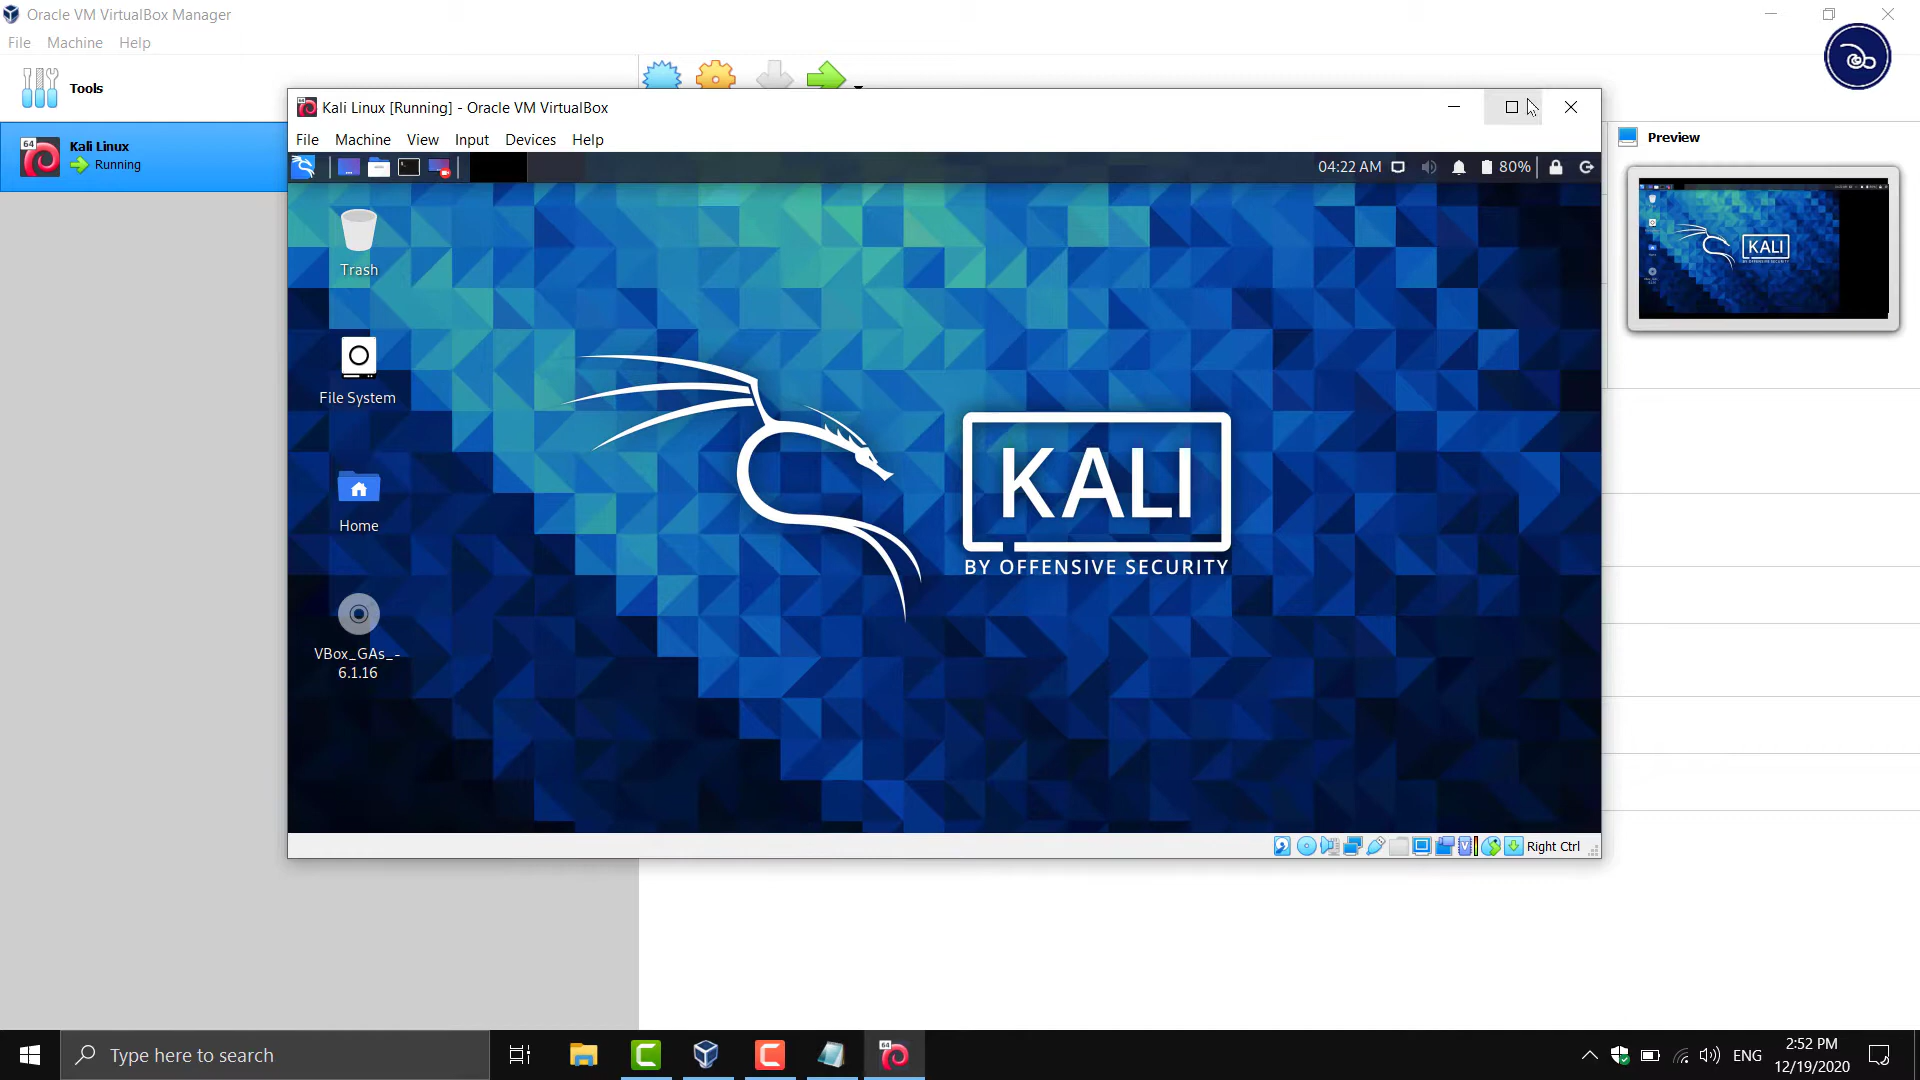 Oracle VM VirtualBox Manager
File Machine Help
Tools
64
Kali Linux
Running
Kali Linux [Running] - Oracle VM VirtualBox
File Machine View Input Devices Help
04:22 AM 80%
Trash
File System
Home
VBox_GAs_-
6.1.16
KALI
BY OFFENSIVE SECURITY
Right Ctrl
Preview
KALI
Type here to search
64
ENG
2:52 PM
12/19/2020